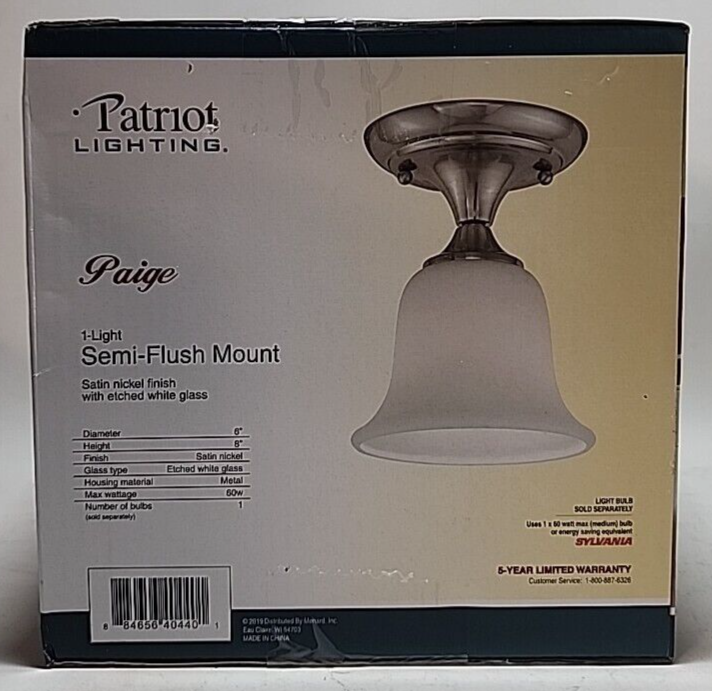 Patriot
LIGHTING.
Paige
1-Light
Semi-Flush Mount
Satin nickel finish
with etched white glass
Diameter 6"
Height 8"
Finish Satin nickel
Glass type Etched white glass
Housing material Metal
Max wattage 60w
Number of bulbs 1
(sold separately)
LIGHT BULB
SOLD SEPARATELY
Uses 1 x 60 watt max (medium) bulb
or energy saving equivalent
SYLVANIA
5-YEAR LIMITED WARRANTY
Customer Service: 1-800-887-6326
8 84656 40440 1
© 2019 Distributed By Menard, Inc.
Eau Claire, WI 54703
MADE IN CHINA